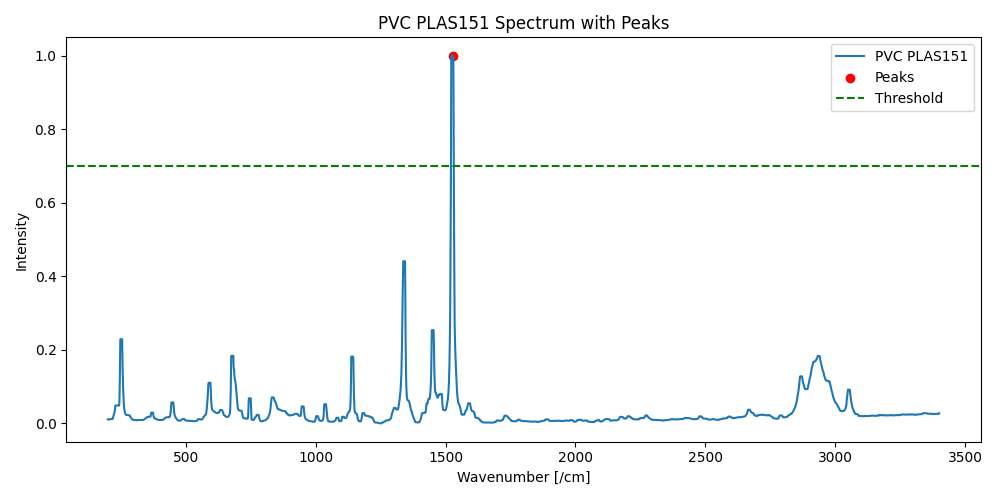 PVC PLAS151 Spectrum with Peaks
PVC PLAS151
Peaks
Threshold
Intensity
1.0
0.8
0.6
0.4
0.2
0.0
500
1000
1500
2000
2500
3000
3500
Wavenumber [/cm]